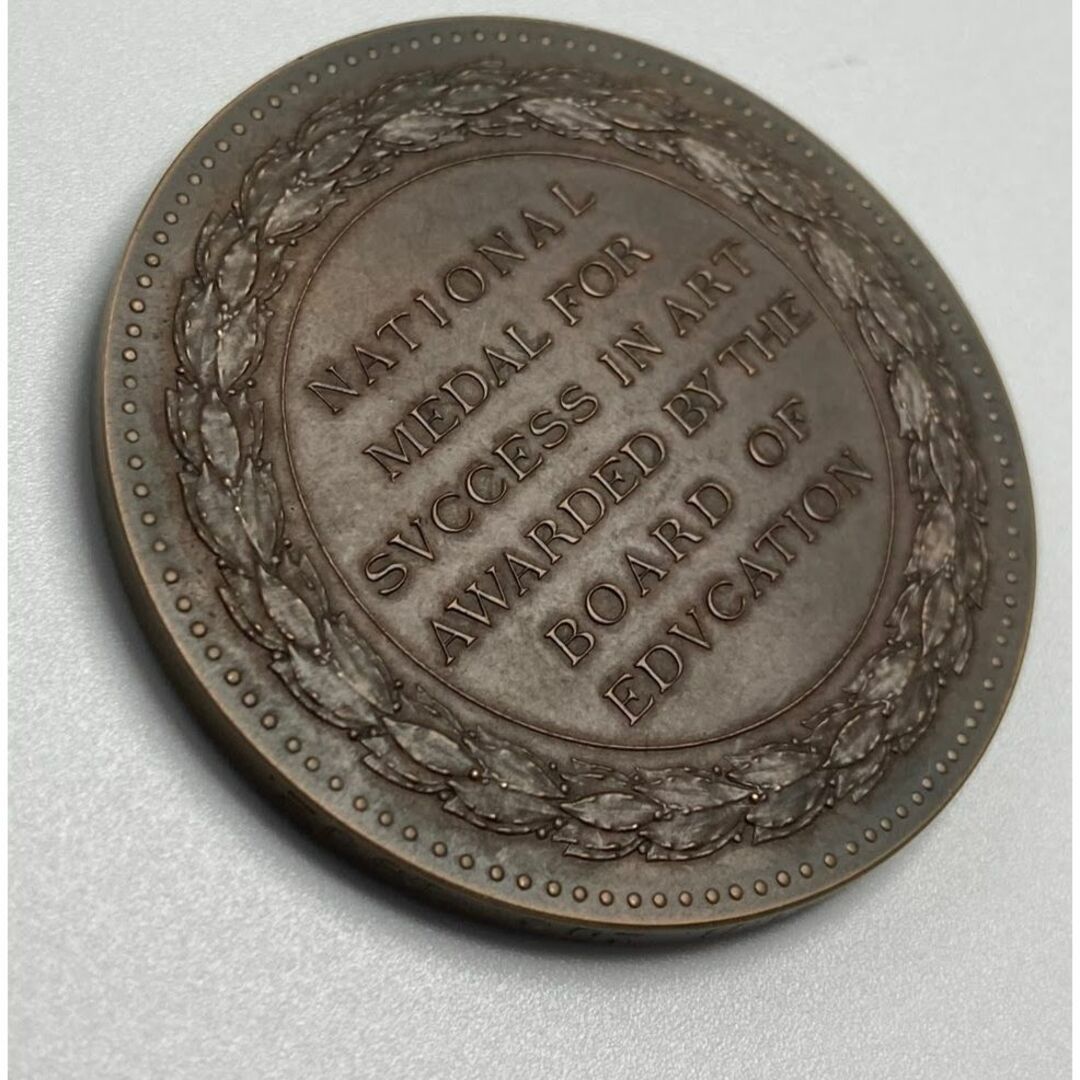 NATIONAL
MEDAL FOR
SVCCESS IN ART
AWARDED BY THE
BOARD OF
EDVCATION